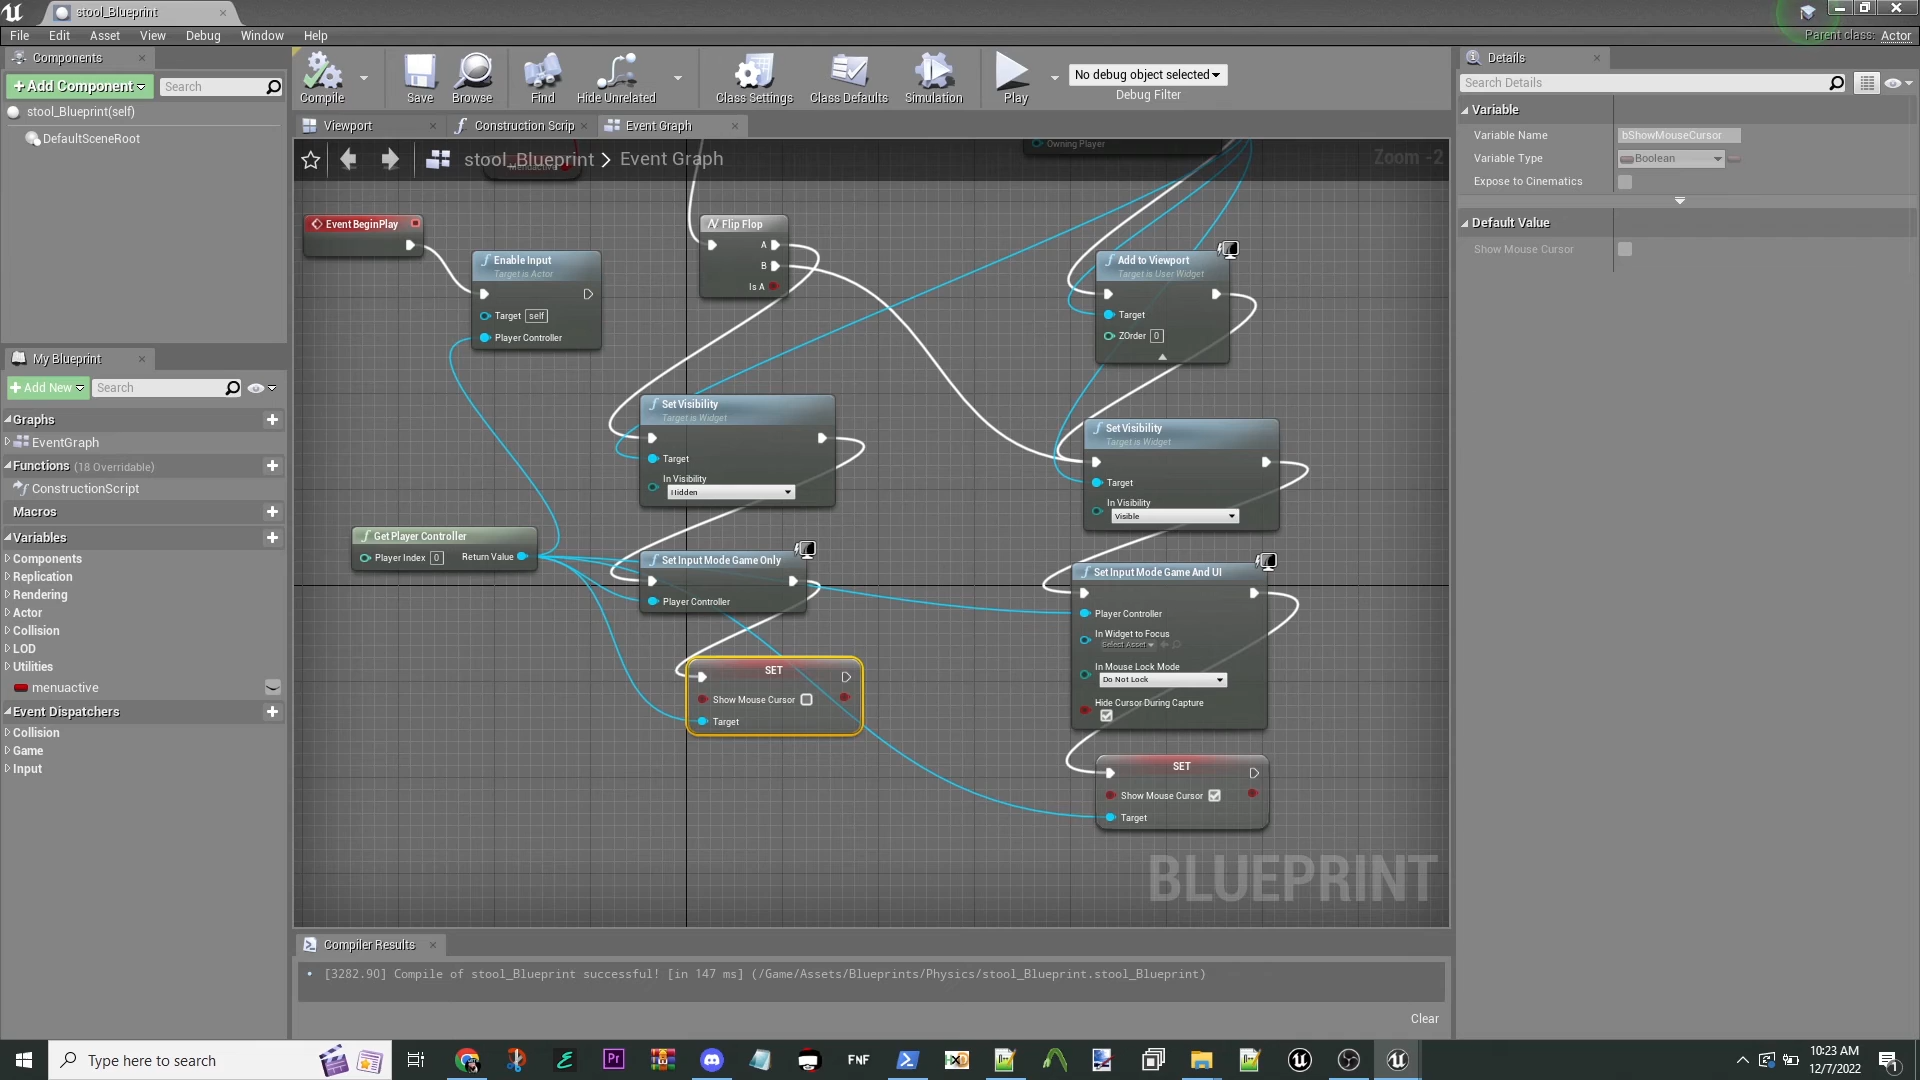 stool_Blueprint
File Edit Asset View Debug Window Help
Parent class: Actor
Components
+Add Component
Search
stool_Blueprint(self)
DefaultSceneRoot
Compile
Save
Browse
Find
Hide Unrelated
Class Settings
Class Defaults
Simulation
Play
No debug object selected
Debug Filter
Viewport
Construction Scrip
Event Graph
stool_Blueprint > Event Graph
Zoom -2
Menuactive
Owning Player
Event BeginPlay
Enable Input
Target is Actor
Target self
Player Controller
Flip Flop
A
B
Is A
Add to Viewport
Target is User Widget
Target
ZOrder 0
Set Visibility
Target is Widget
Target
In Visibility
Hidden
Set Visibility
Target is Widget
Target
In Visibility
Visible
Get Player Controller
Player Index 0 Return Value
Set Input Mode Game Only
Player Controller
Set Input Mode Game And UI
Player Controller
In Widget to Focus
Select Asset
In Mouse Lock Mode
Do Not Lock
Hide Cursor During Capture
SET
Show Mouse Cursor
Target
SET
Show Mouse Cursor
Target
BLUEPRINT
My Blueprint
+Add New
Search
Graphs
EventGraph
Functions (18 Overridable)
ConstructionScript
Macros
Variables
Components
Replication
Rendering
Actor
Collision
LOD
Utilities
menuactive
Event Dispatchers
Collision
Game
Input
Compiler Results
[3282.90] Compile of stool_Blueprint successful! [in 147 ms] (/Game/Assets/Blueprints/Physics/stool_Blueprint.stool_Blueprint)
Clear
Details
Search Details
Variable
Variable Name bShowMouseCursor
Variable Type Boolean
Expose to Cinematics
Default Value
Show Mouse Cursor
Type here to search
Pr
FNF
10:23 AM
12/7/2022
1